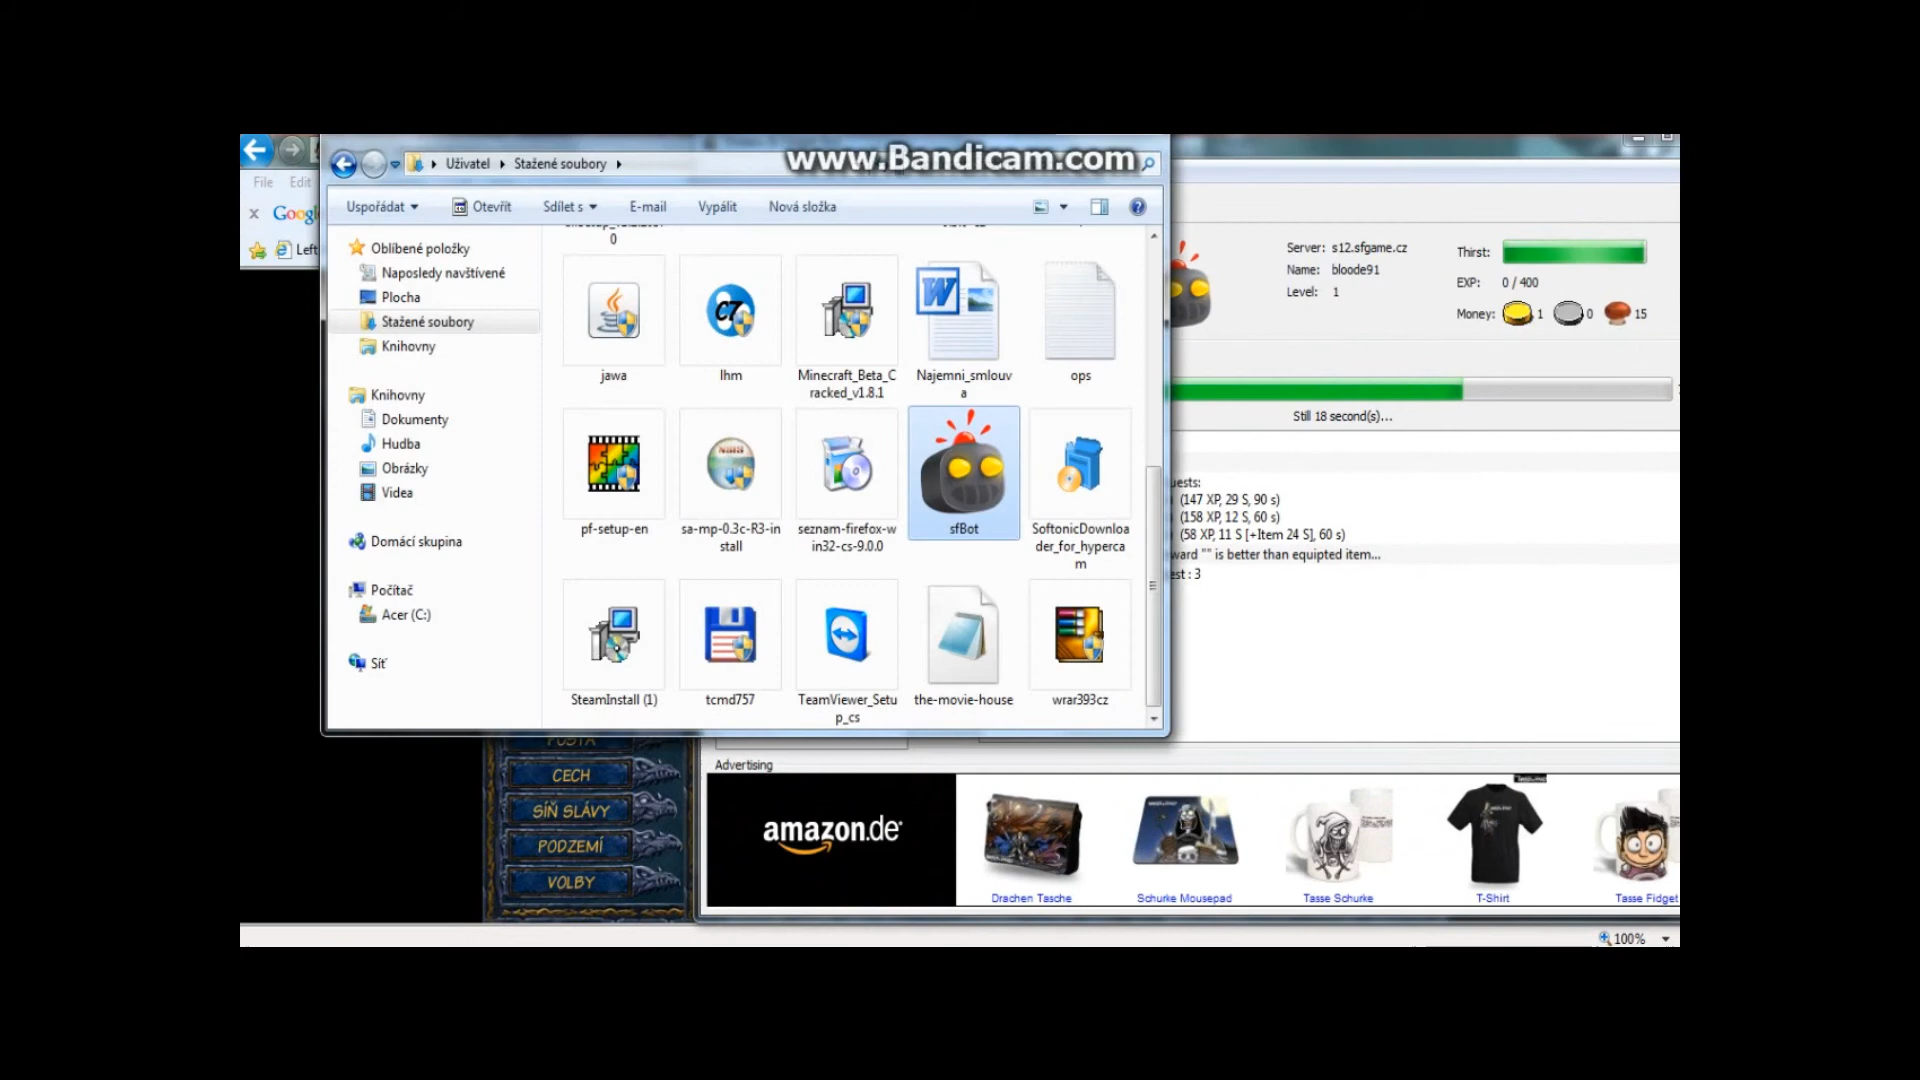 www.Bandicam.com
Uživatel
Stažené soubory
File
Edit
Uspořádat
Otevřít
Sdílet s
E-mail
Vypálit
Nová složka
x
Google
Left
Oblíbené položky
Naposledy navštívené
Plocha
Stažené soubory
Knihovny
Knihovny
Dokumenty
Hudba
Obrázky
Videa
Domácí skupina
Počítač
Acer (C:)
Síť
0
jawa
lhm
Minecraft_Beta_C
racked_v1.8.1
Najemni_smlouv
a
ops
pf-setup-en
sa-mp-0.3c-R3-in
stall
seznam-firefox-w
in32-cs-9.0.0
sfBot
SoftonicDownloa
der_for_hyperca
m
SteamInstall (1)
tcmd757
TeamViewer_Setu
p_cs
the-movie-house
wrar393cz
Server: s12.sfgame.cz
Name: bloode91
Level: 1
Thirst:
EXP: 0 / 400
Money: 1 0 15
Still 18 second(s)...
uests:
(147 XP, 29 S, 90 s)
(158 XP, 12 S, 60 s)
(58 XP, 11 S [+Item 24 S], 60 s)
ward "" is better than equipted item...
est : 3
POŠTA
CECH
SÍŇ SLÁVY
PODZEMÍ
VOLBY
Advertising
amazon.de
Drachen Tasche
Schurke Mousepad
Tasse Schurke
T-Shirt
Tasse Fidget
100%